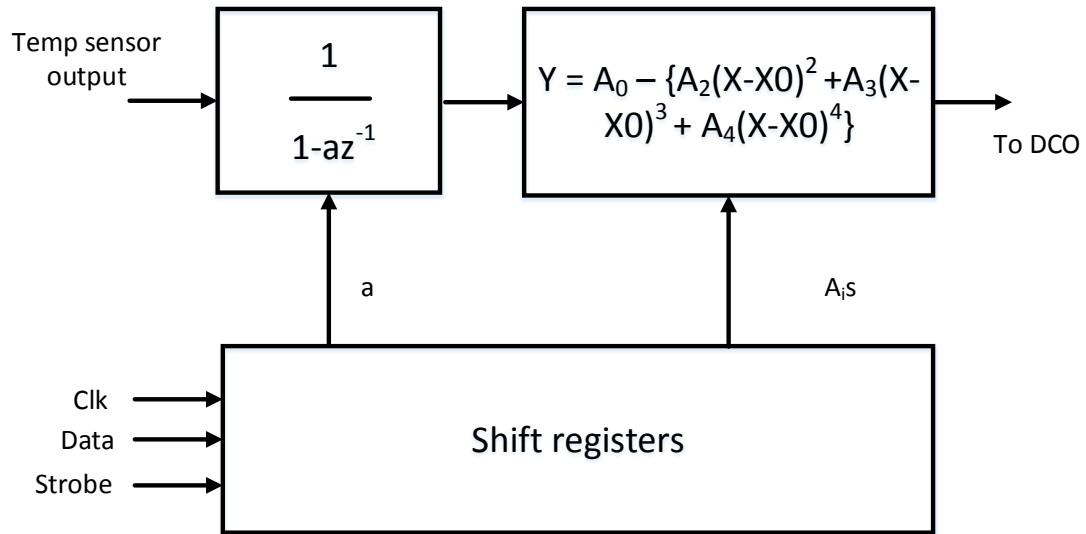 Temp sensor
output
1
1-az⁻¹
Y = A₀ – {A₂(X-X0)² +A₃(X-
X0)³ + A₄(X-X0)⁴}
To DCO
a
Aᵢs
Clk
Data
Strobe
Shift registers